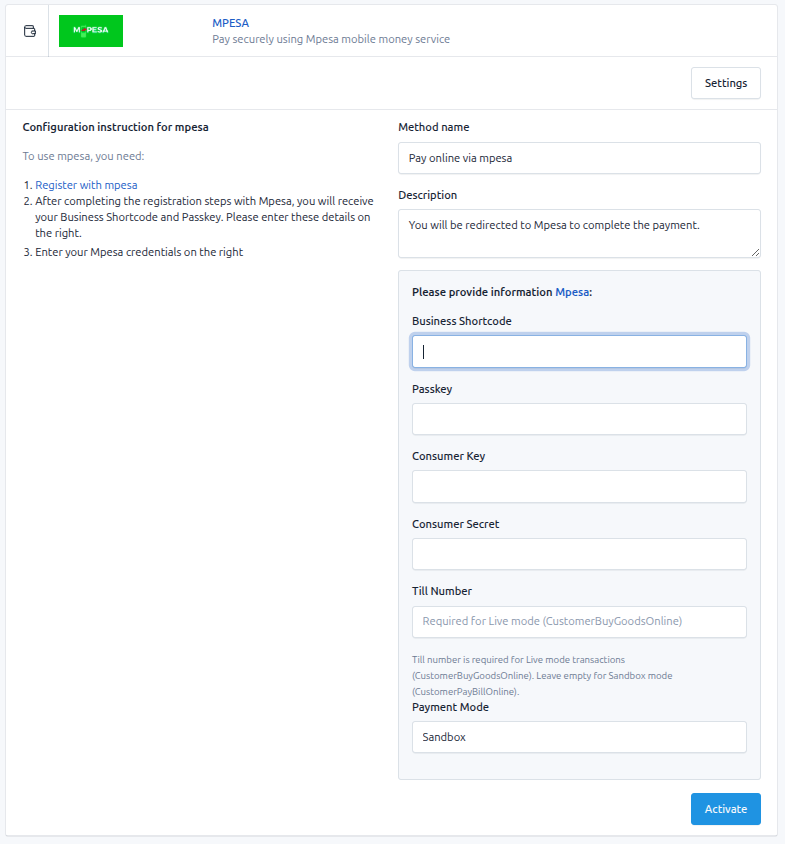 MPESA
MPESA
Pay securely using Mpesa mobile money service
Settings
Configuration instruction for mpesa
To use mpesa, you need:
1. Register with mpesa
2. After completing the registration steps with Mpesa, you will receive
your Business Shortcode and Passkey. Please enter these details on
the right.
3. Enter your Mpesa credentials on the right
Method name
Pay online via mpesa
Description
You will be redirected to Mpesa to complete the payment.
Please provide information Mpesa:
Business Shortcode
Passkey
Consumer Key
Consumer Secret
Till Number
Required for Live mode (CustomerBuyGoodsOnline)
Till number is required for Live mode transactions
(CustomerBuyGoodsOnline). Leave empty for Sandbox mode
(CustomerPayBillOnline).
Payment Mode
Sandbox
Activate